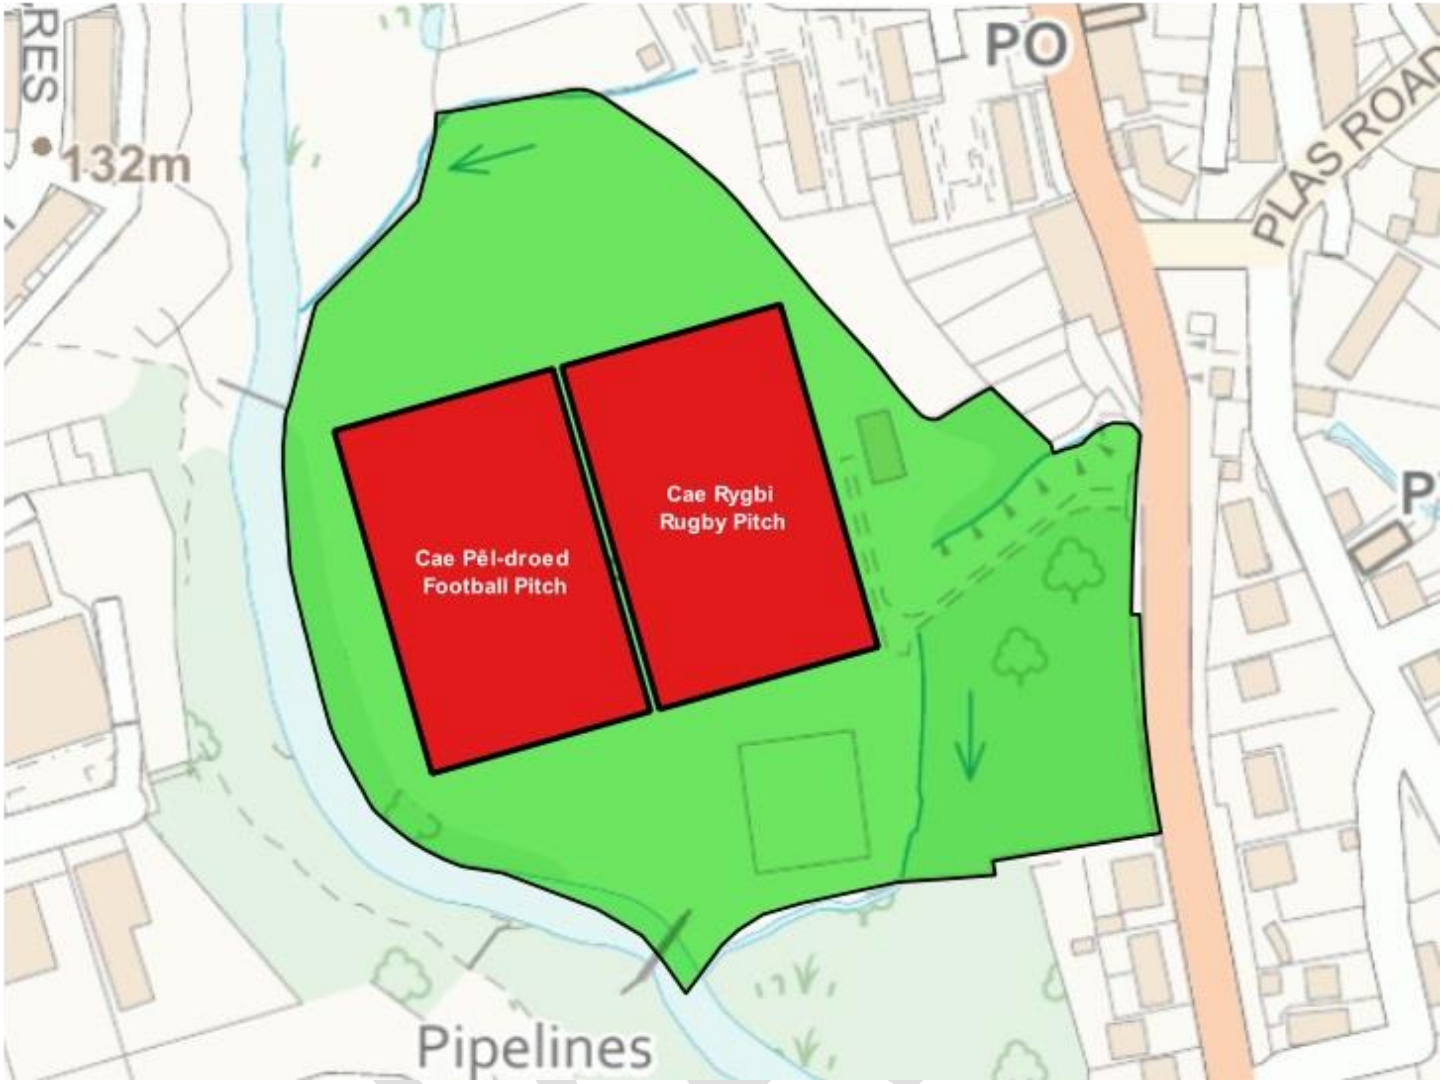 RES
PO
PLAS ROAD
132m
P
Cae Rygbi
Rugby Pitch
Cae Pêl-droed
Football Pitch
Pipelines